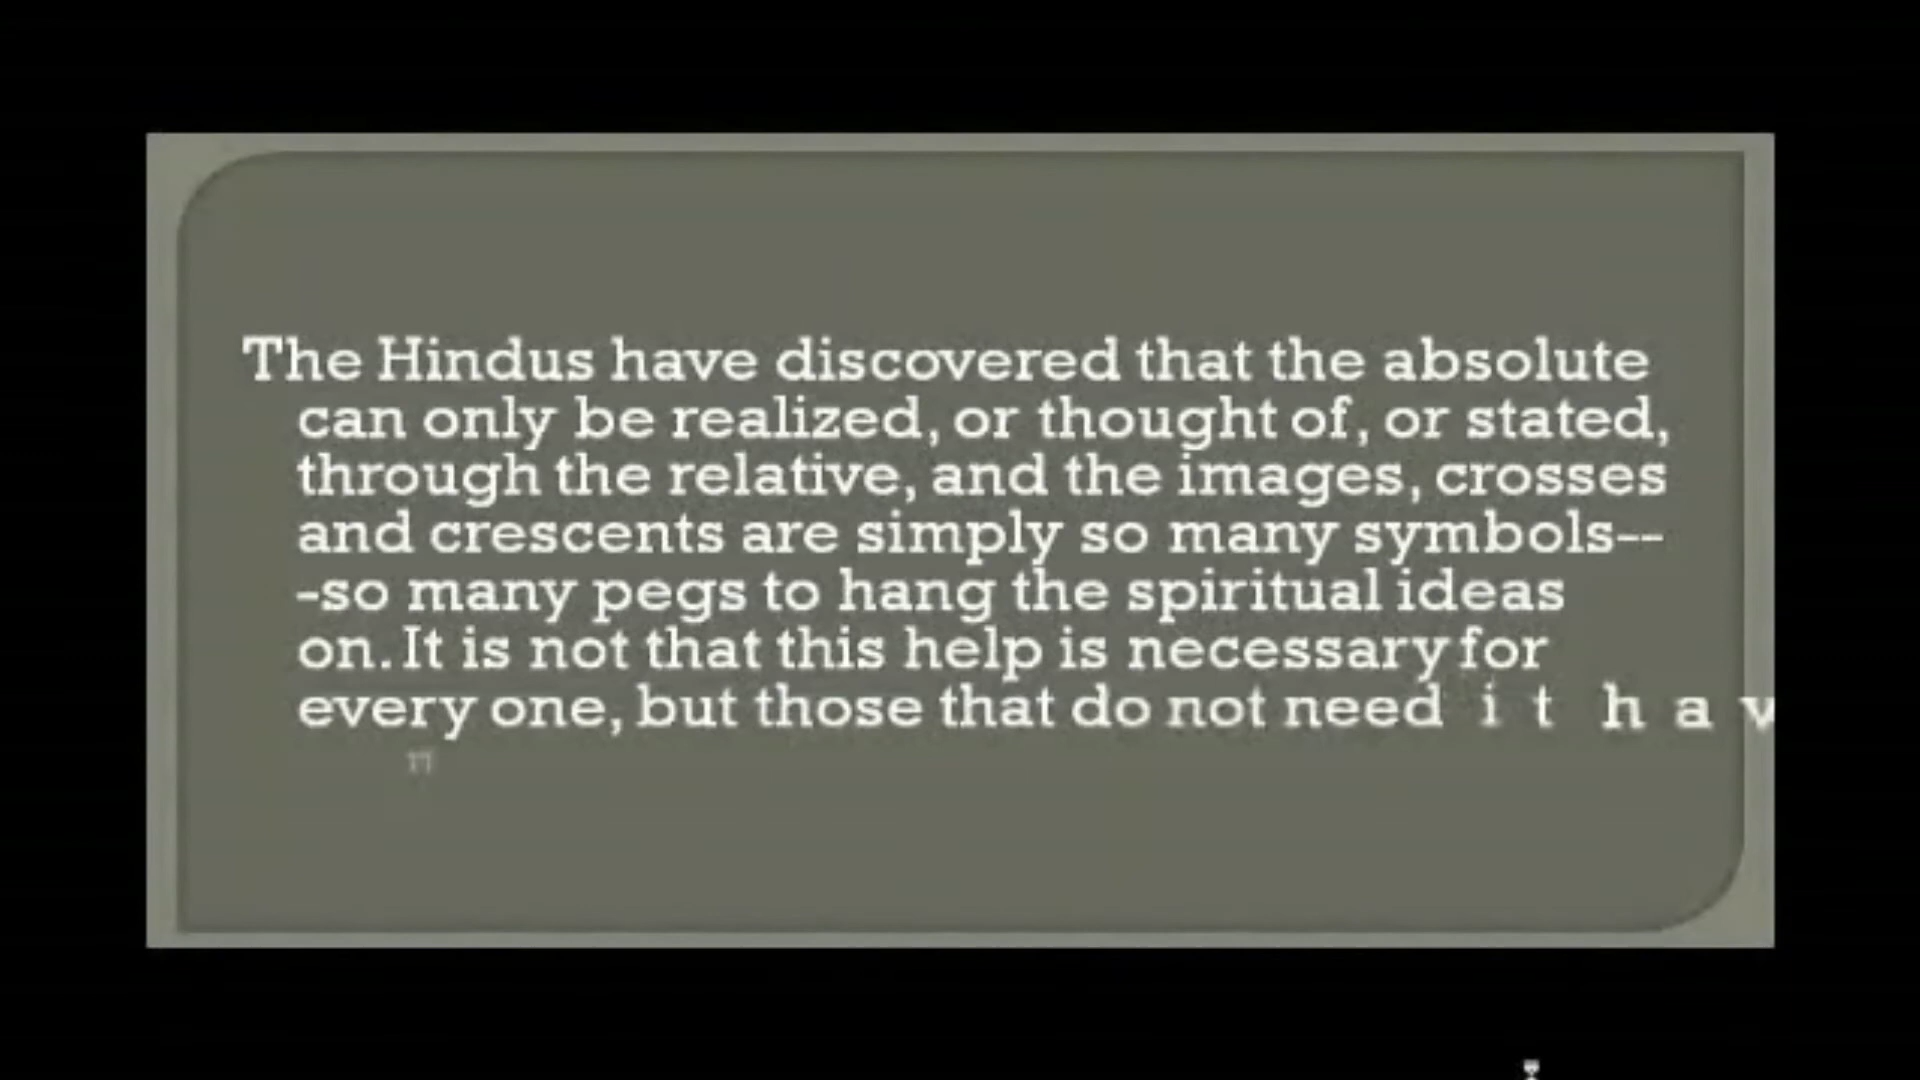 The Hindus have discovered that the absolute
can only be realized, or thought of, or stated,
through the relative, and the images, crosses
and crescents are simply so many symbols--
-so many pegs to hang the spiritual ideas
on. It is not that this help is necessary for
every one, but those that do not need it hav